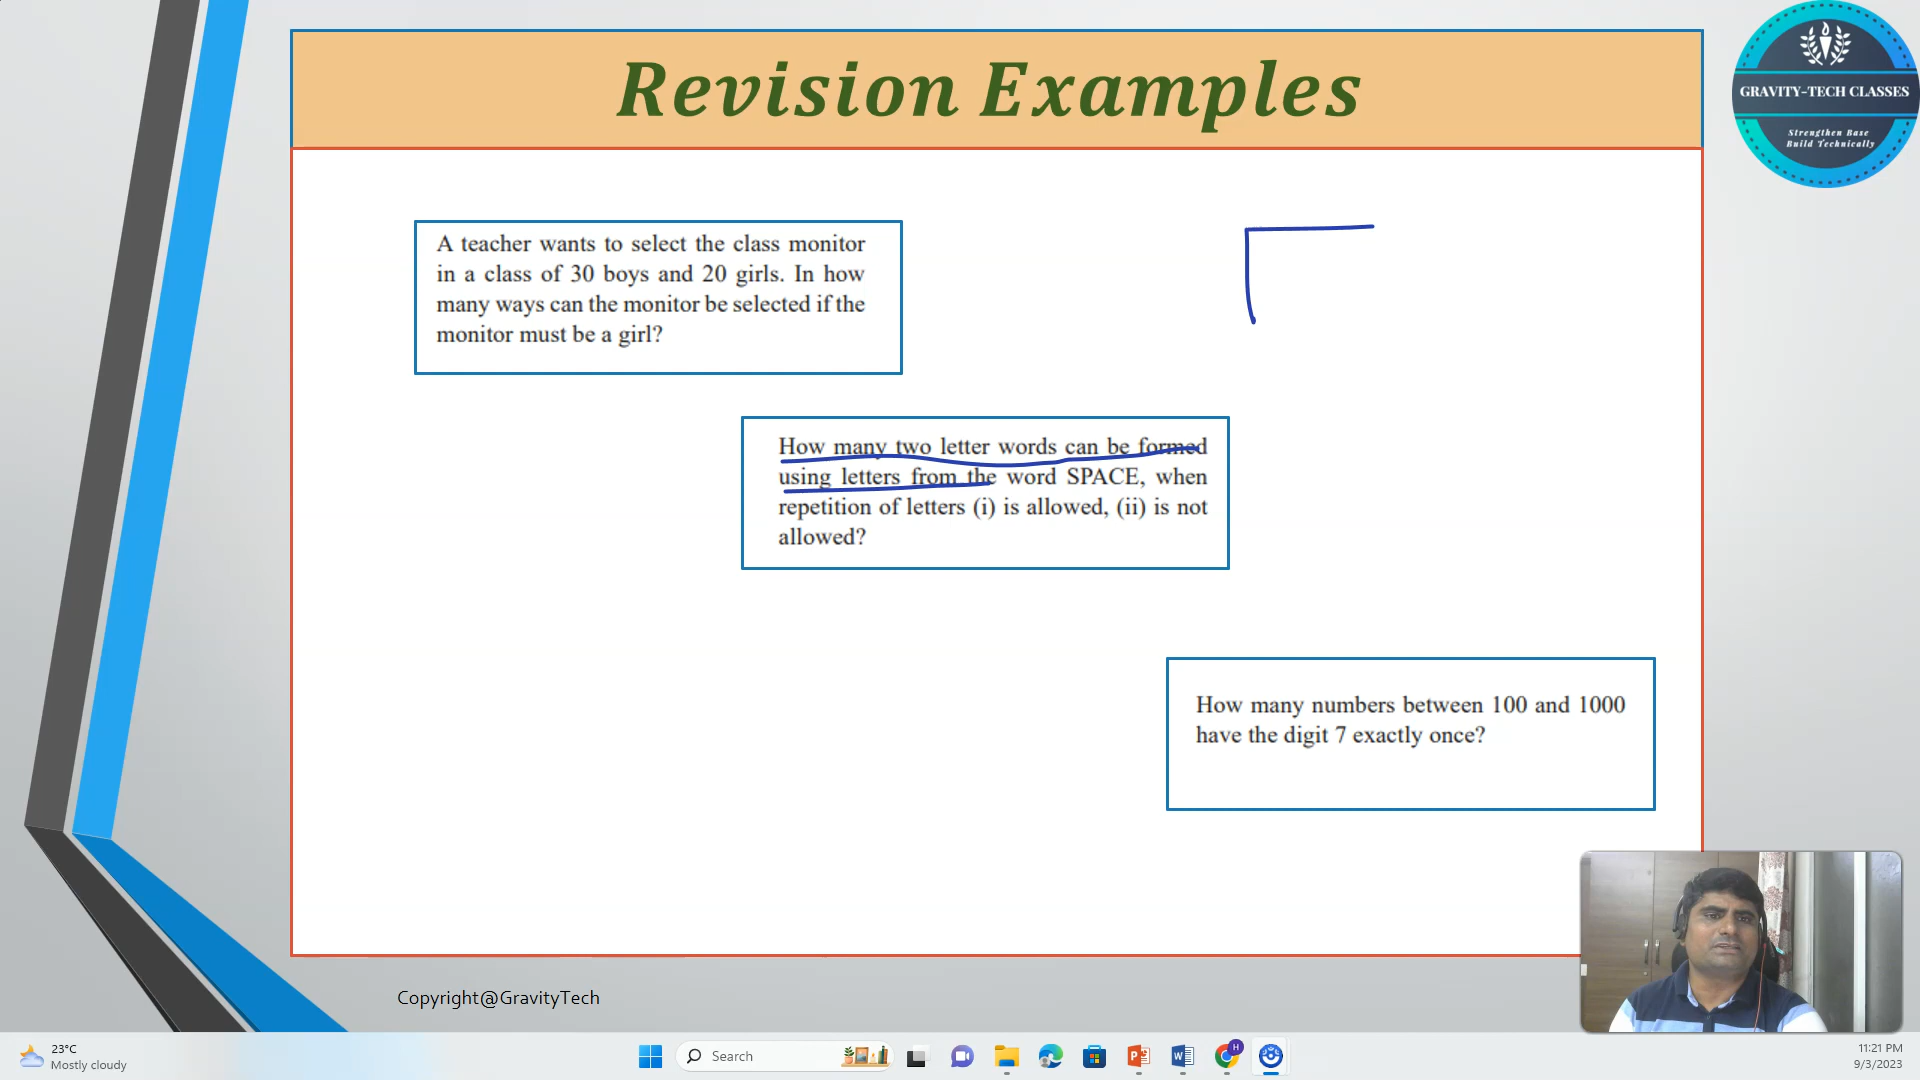 Revision Examples
GRAVITY-TECH CLASSES
Strengthen Base
Build Technically
A teacher wants to select the class monitor
in a class of 30 boys and 20 girls. In how
many ways can the monitor be selected if the
monitor must be a girl?
How many two letter words can be formed
using letters from the word SPACE, when
repetition of letters (i) is allowed, (ii) is not
allowed?
How many numbers between 100 and 1000
have the digit 7 exactly once?
Copyright@GravityTech
23°C
Mostly cloudy
Search
H
11:21 PM
9/3/2023